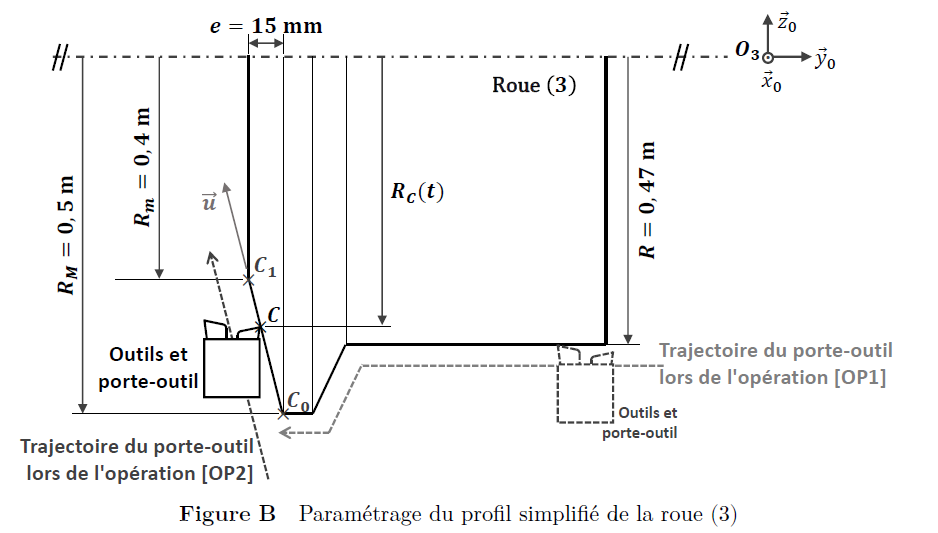 e = 15 mm
z⃗₀
O₃
y⃗₀
x⃗₀
Roue (3)
R_m = 0,4 m
R_M = 0,5 m
R_C(t)
R = 0,47 m
u⃗
C₁
C
Outils et
porte-outil
C₀
Trajectoire du porte-outil
lors de l'opération [OP1]
Outils et
porte-outil
Trajectoire du porte-outil
lors de l'opération [OP2]
Figure B Paramétrage du profil simplifié de la roue (3)